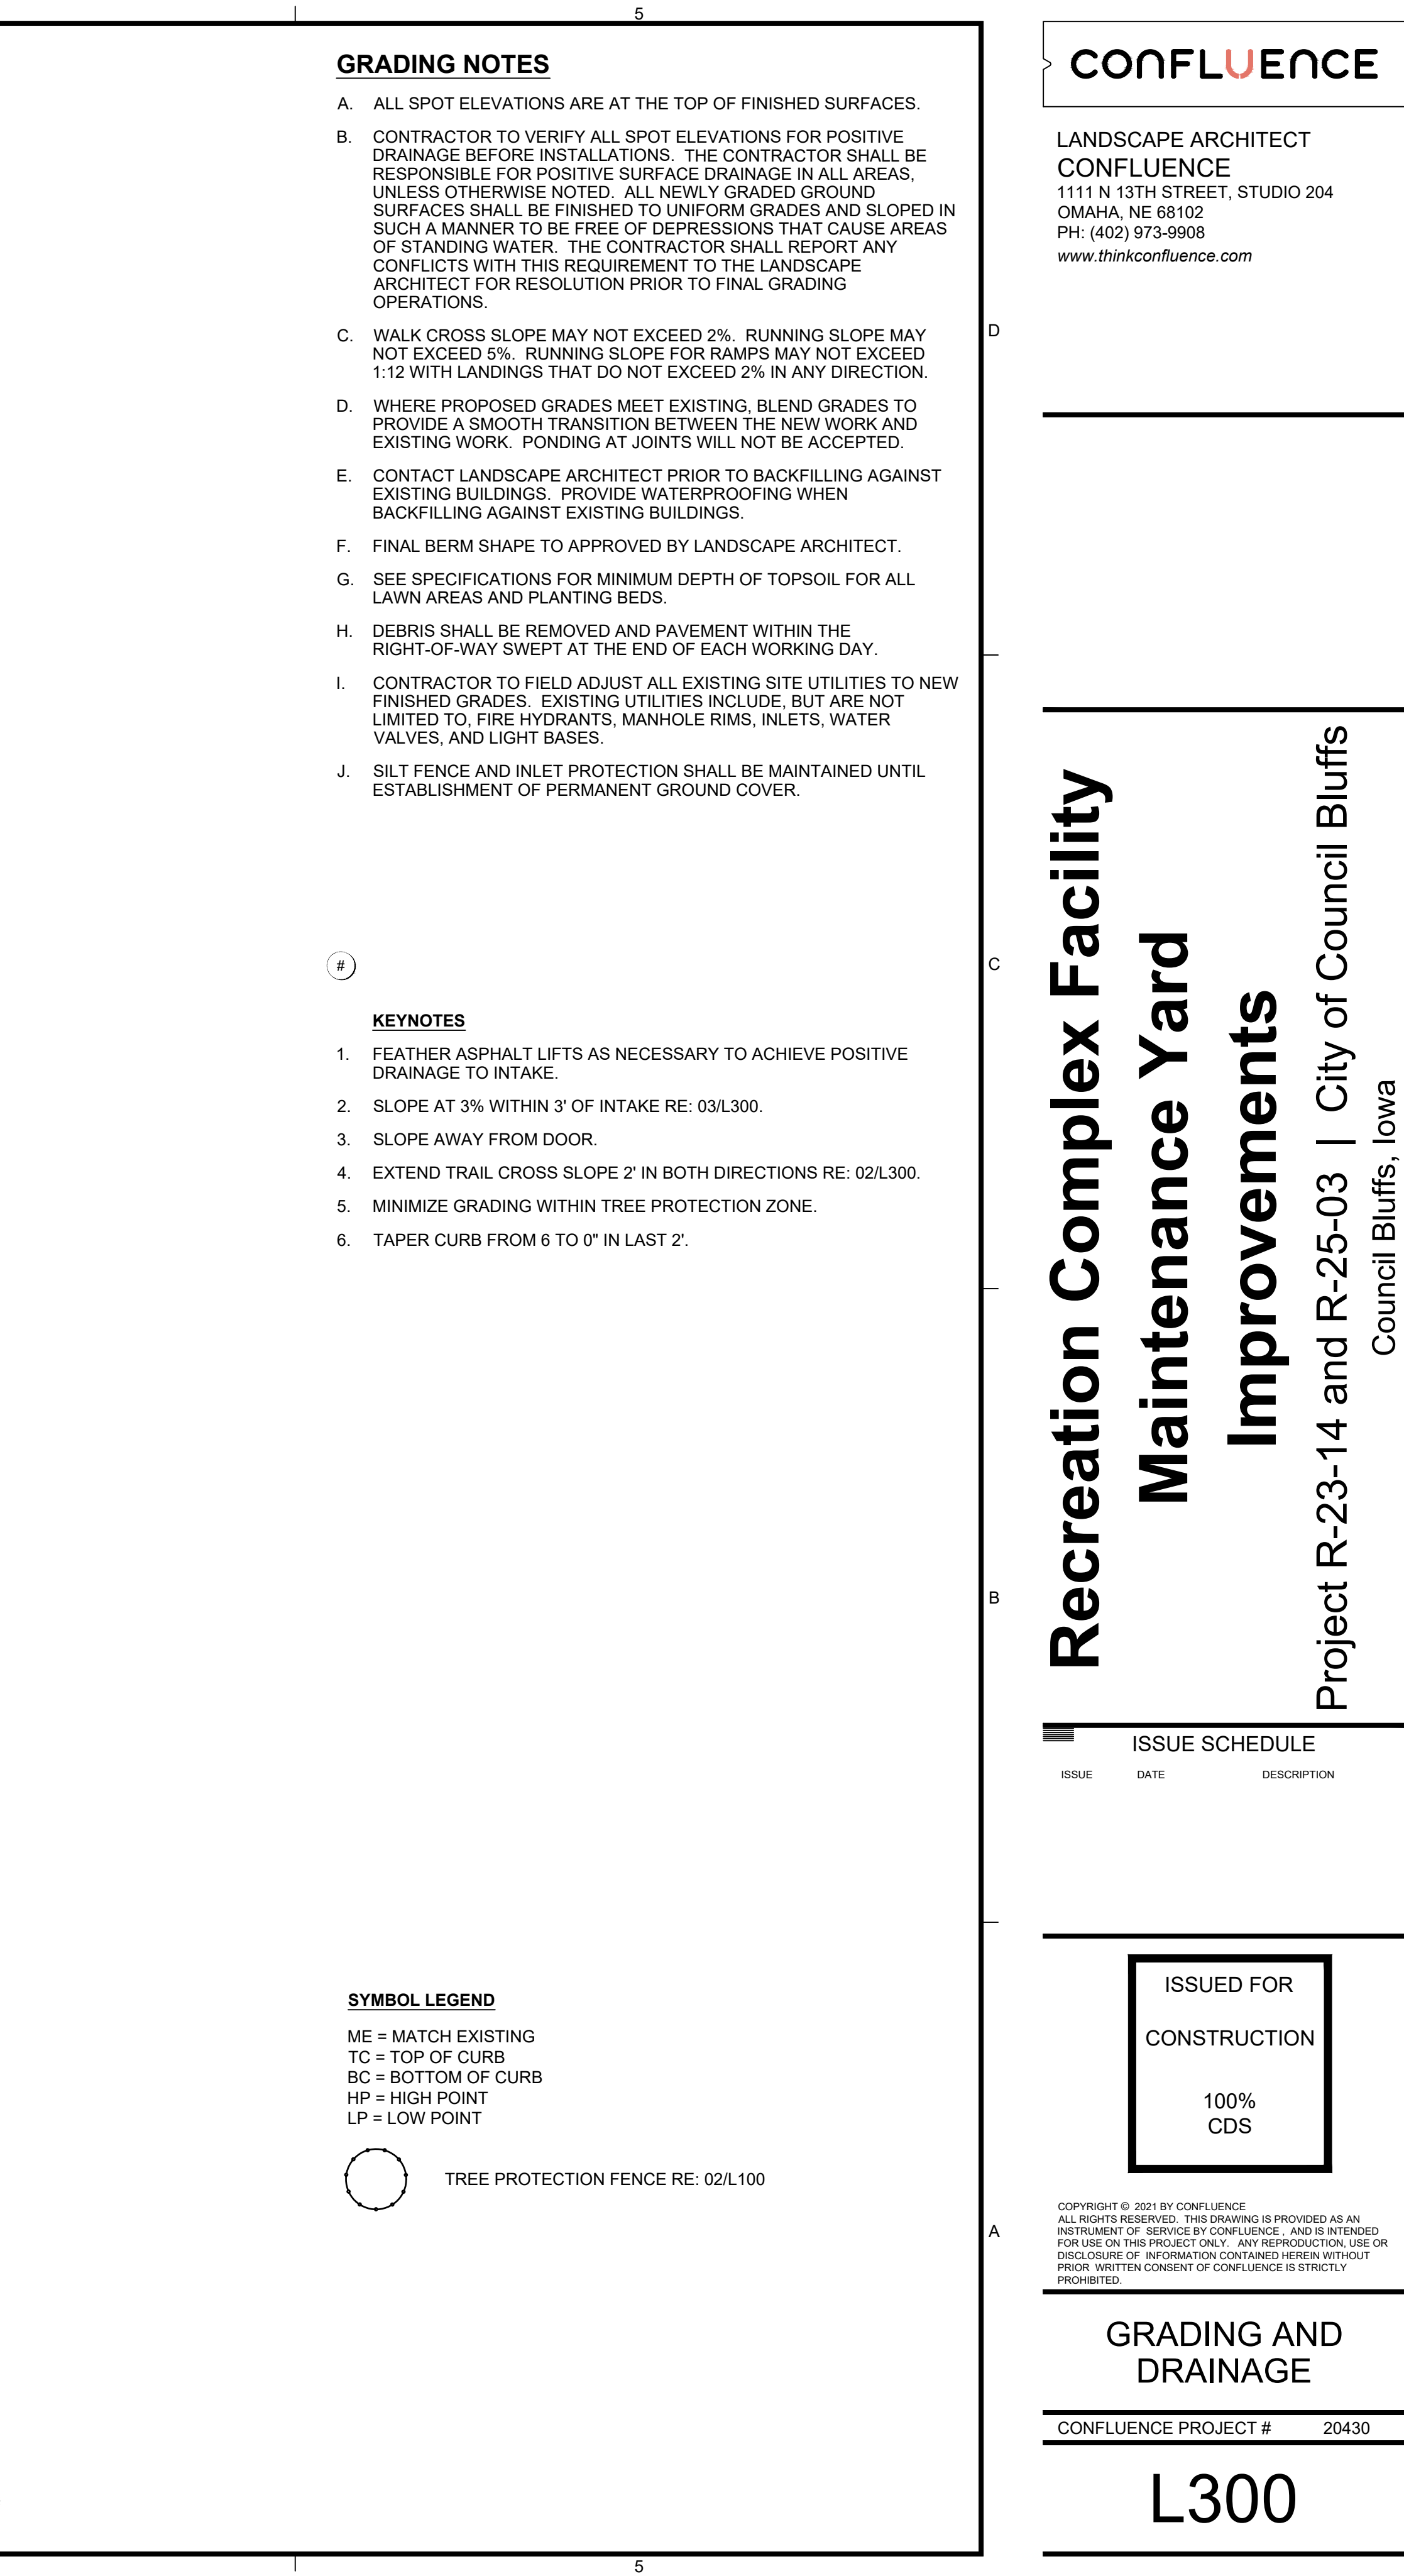 5
GRADING NOTES
A. ALL SPOT ELEVATIONS ARE AT THE TOP OF FINISHED SURFACES.
B. CONTRACTOR TO VERIFY ALL SPOT ELEVATIONS FOR POSITIVE
DRAINAGE BEFORE INSTALLATIONS. THE CONTRACTOR SHALL BE
RESPONSIBLE FOR POSITIVE SURFACE DRAINAGE IN ALL AREAS,
UNLESS OTHERWISE NOTED. ALL NEWLY GRADED GROUND
SURFACES SHALL BE FINISHED TO UNIFORM GRADES AND SLOPED IN
SUCH A MANNER TO BE FREE OF DEPRESSIONS THAT CAUSE AREAS
OF STANDING WATER. THE CONTRACTOR SHALL REPORT ANY
CONFLICTS WITH THIS REQUIREMENT TO THE LANDSCAPE
ARCHITECT FOR RESOLUTION PRIOR TO FINAL GRADING
OPERATIONS.
C. WALK CROSS SLOPE MAY NOT EXCEED 2%. RUNNING SLOPE MAY
NOT EXCEED 5%. RUNNING SLOPE FOR RAMPS MAY NOT EXCEED
1:12 WITH LANDINGS THAT DO NOT EXCEED 2% IN ANY DIRECTION.
D. WHERE PROPOSED GRADES MEET EXISTING, BLEND GRADES TO
PROVIDE A SMOOTH TRANSITION BETWEEN THE NEW WORK AND
EXISTING WORK. PONDING AT JOINTS WILL NOT BE ACCEPTED.
E. CONTACT LANDSCAPE ARCHITECT PRIOR TO BACKFILLING AGAINST
EXISTING BUILDINGS. PROVIDE WATERPROOFING WHEN
BACKFILLING AGAINST EXISTING BUILDINGS.
F. FINAL BERM SHAPE TO APPROVED BY LANDSCAPE ARCHITECT.
G. SEE SPECIFICATIONS FOR MINIMUM DEPTH OF TOPSOIL FOR ALL
LAWN AREAS AND PLANTING BEDS.
H. DEBRIS SHALL BE REMOVED AND PAVEMENT WITHIN THE
RIGHT-OF-WAY SWEPT AT THE END OF EACH WORKING DAY.
I. CONTRACTOR TO FIELD ADJUST ALL EXISTING SITE UTILITIES TO NEW
FINISHED GRADES. EXISTING UTILITIES INCLUDE, BUT ARE NOT
LIMITED TO, FIRE HYDRANTS, MANHOLE RIMS, INLETS, WATER
VALVES, AND LIGHT BASES.
J. SILT FENCE AND INLET PROTECTION SHALL BE MAINTAINED UNTIL
ESTABLISHMENT OF PERMANENT GROUND COVER.
#
KEYNOTES
1. FEATHER ASPHALT LIFTS AS NECESSARY TO ACHIEVE POSITIVE
DRAINAGE TO INTAKE.
2. SLOPE AT 3% WITHIN 3' OF INTAKE RE: 03/L300.
3. SLOPE AWAY FROM DOOR.
4. EXTEND TRAIL CROSS SLOPE 2' IN BOTH DIRECTIONS RE: 02/L300.
5. MINIMIZE GRADING WITHIN TREE PROTECTION ZONE.
6. TAPER CURB FROM 6 TO 0" IN LAST 2'.
SYMBOL LEGEND
ME = MATCH EXISTING
TC = TOP OF CURB
BC = BOTTOM OF CURB
HP = HIGH POINT
LP = LOW POINT
TREE PROTECTION FENCE RE: 02/L100
5
D
C
B
A
CONFLUENCE
LANDSCAPE ARCHITECT
CONFLUENCE
1111 N 13TH STREET, STUDIO 204
OMAHA, NE 68102
PH: (402) 973-9908
www.thinkconfluence.com
Recreation Complex Facility
Maintenance Yard
Improvements
Project R-23-14 and R-25-03 | City of Council Bluffs
Council Bluffs, Iowa
ISSUE SCHEDULE
ISSUE DATE DESCRIPTION
ISSUED FOR
CONSTRUCTION
100%
CDS
COPYRIGHT © 2021 BY CONFLUENCE
ALL RIGHTS RESERVED. THIS DRAWING IS PROVIDED AS AN
INSTRUMENT OF SERVICE BY CONFLUENCE , AND IS INTENDED
FOR USE ON THIS PROJECT ONLY. ANY REPRODUCTION, USE OR
DISCLOSURE OF INFORMATION CONTAINED HEREIN WITHOUT
PRIOR WRITTEN CONSENT OF CONFLUENCE IS STRICTLY
PROHIBITED.
GRADING AND
DRAINAGE
CONFLUENCE PROJECT # 20430
L300